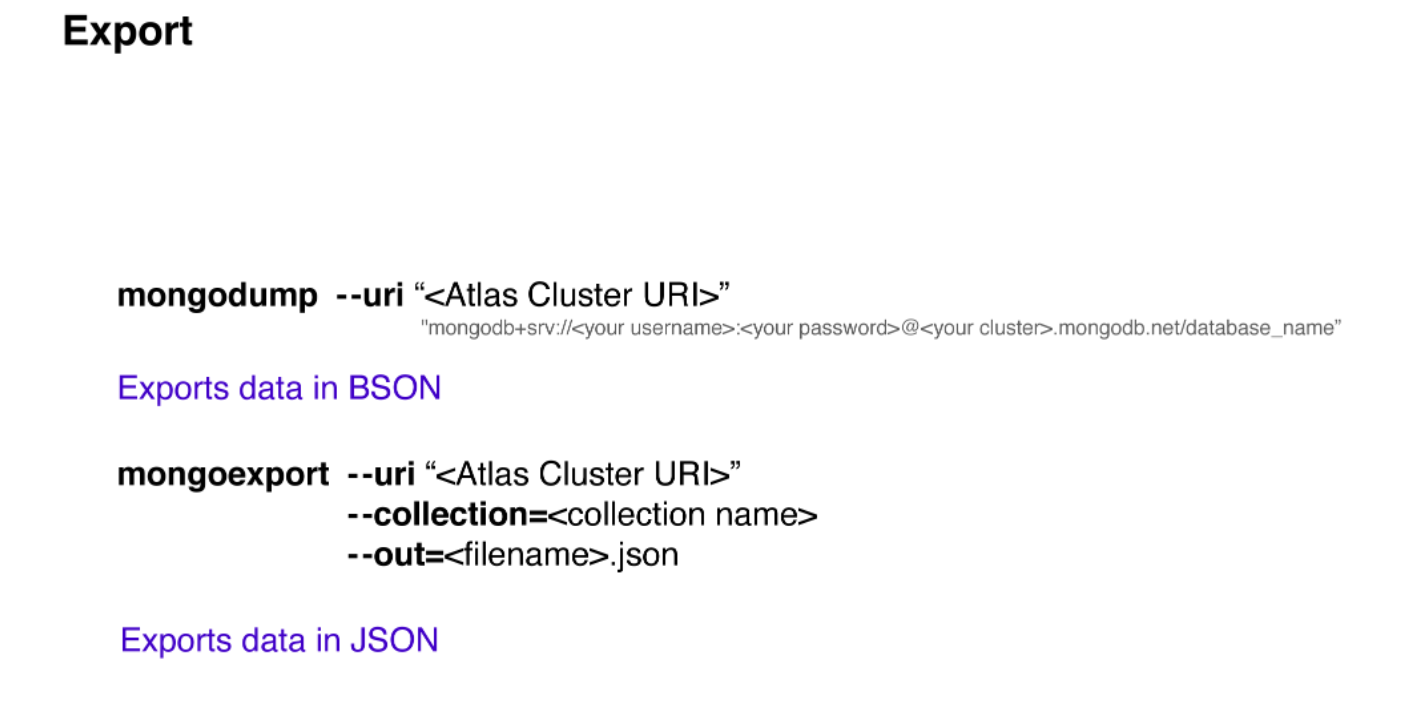 Export
mongodump --uri “<Atlas Cluster URI>”
"mongodb+srv://<your username>:<your password>@<your cluster>.mongodb.net/database_name”
Exports data in BSON
mongoexport --uri “<Atlas Cluster URI>”
--collection=<collection name>
--out=<filename>.json
Exports data in JSON